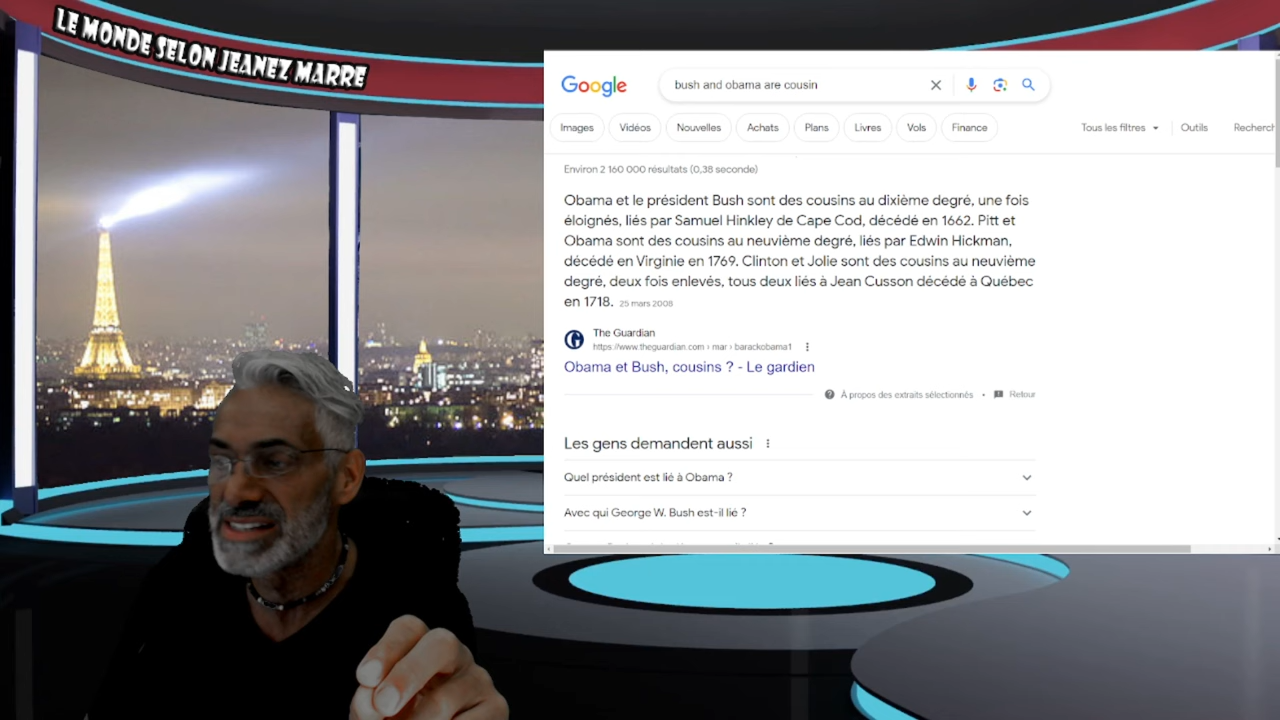 LE MONDE SELON JEANEZ MARRE
Google
bush and obama are cousin
Images Vidéos Nouvelles Achats Plans Livres Vols Finance Tous les filtres Outils
Environ 2 160 000 résultats (0,38 seconde)
Obama et le président Bush sont des cousins au dixième degré, une fois
éloignés, liés par Samuel Hinkley de Cape Cod, décédé en 1662. Pitt et
Obama sont des cousins au neuvième degré, liés par Edwin Hickman,
décédé en Virginie en 1769. Clinton et Jolie sont des cousins au neuvième
degré, deux fois enlevés, tous deux liés à Jean Cusson décédé à Québec
en 1718. 25 mars 2008
The Guardian
https://www.theguardian.com › mar › barackobama1
Obama et Bush, cousins ? - Le gardien
À propos des extraits sélectionnés • Retour
Les gens demandent aussi
Quel président est lié à Obama ?
Avec qui George W. Bush est-il lié ?